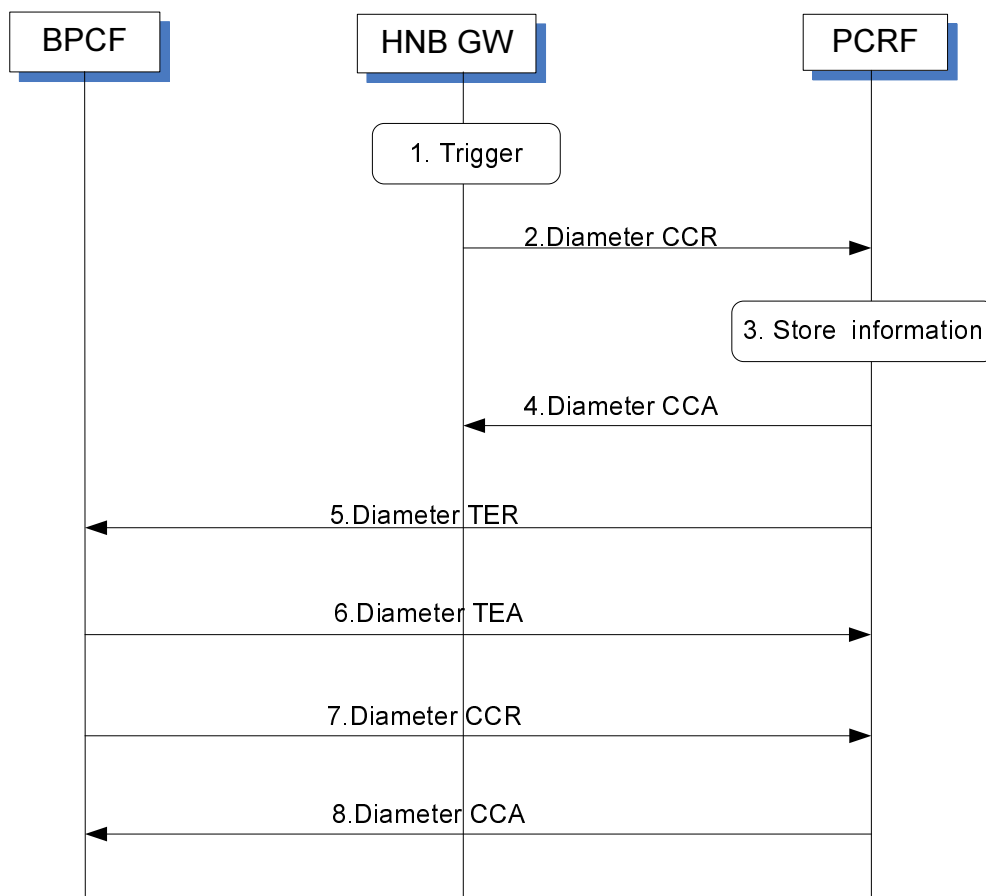 BPCF
HNB GW
PCRF
1. Trigger
2.Diameter CCR
3. Store  information
4.Diameter CCA
5.Diameter TER
6.Diameter TEA
7.Diameter CCR
8.Diameter CCA